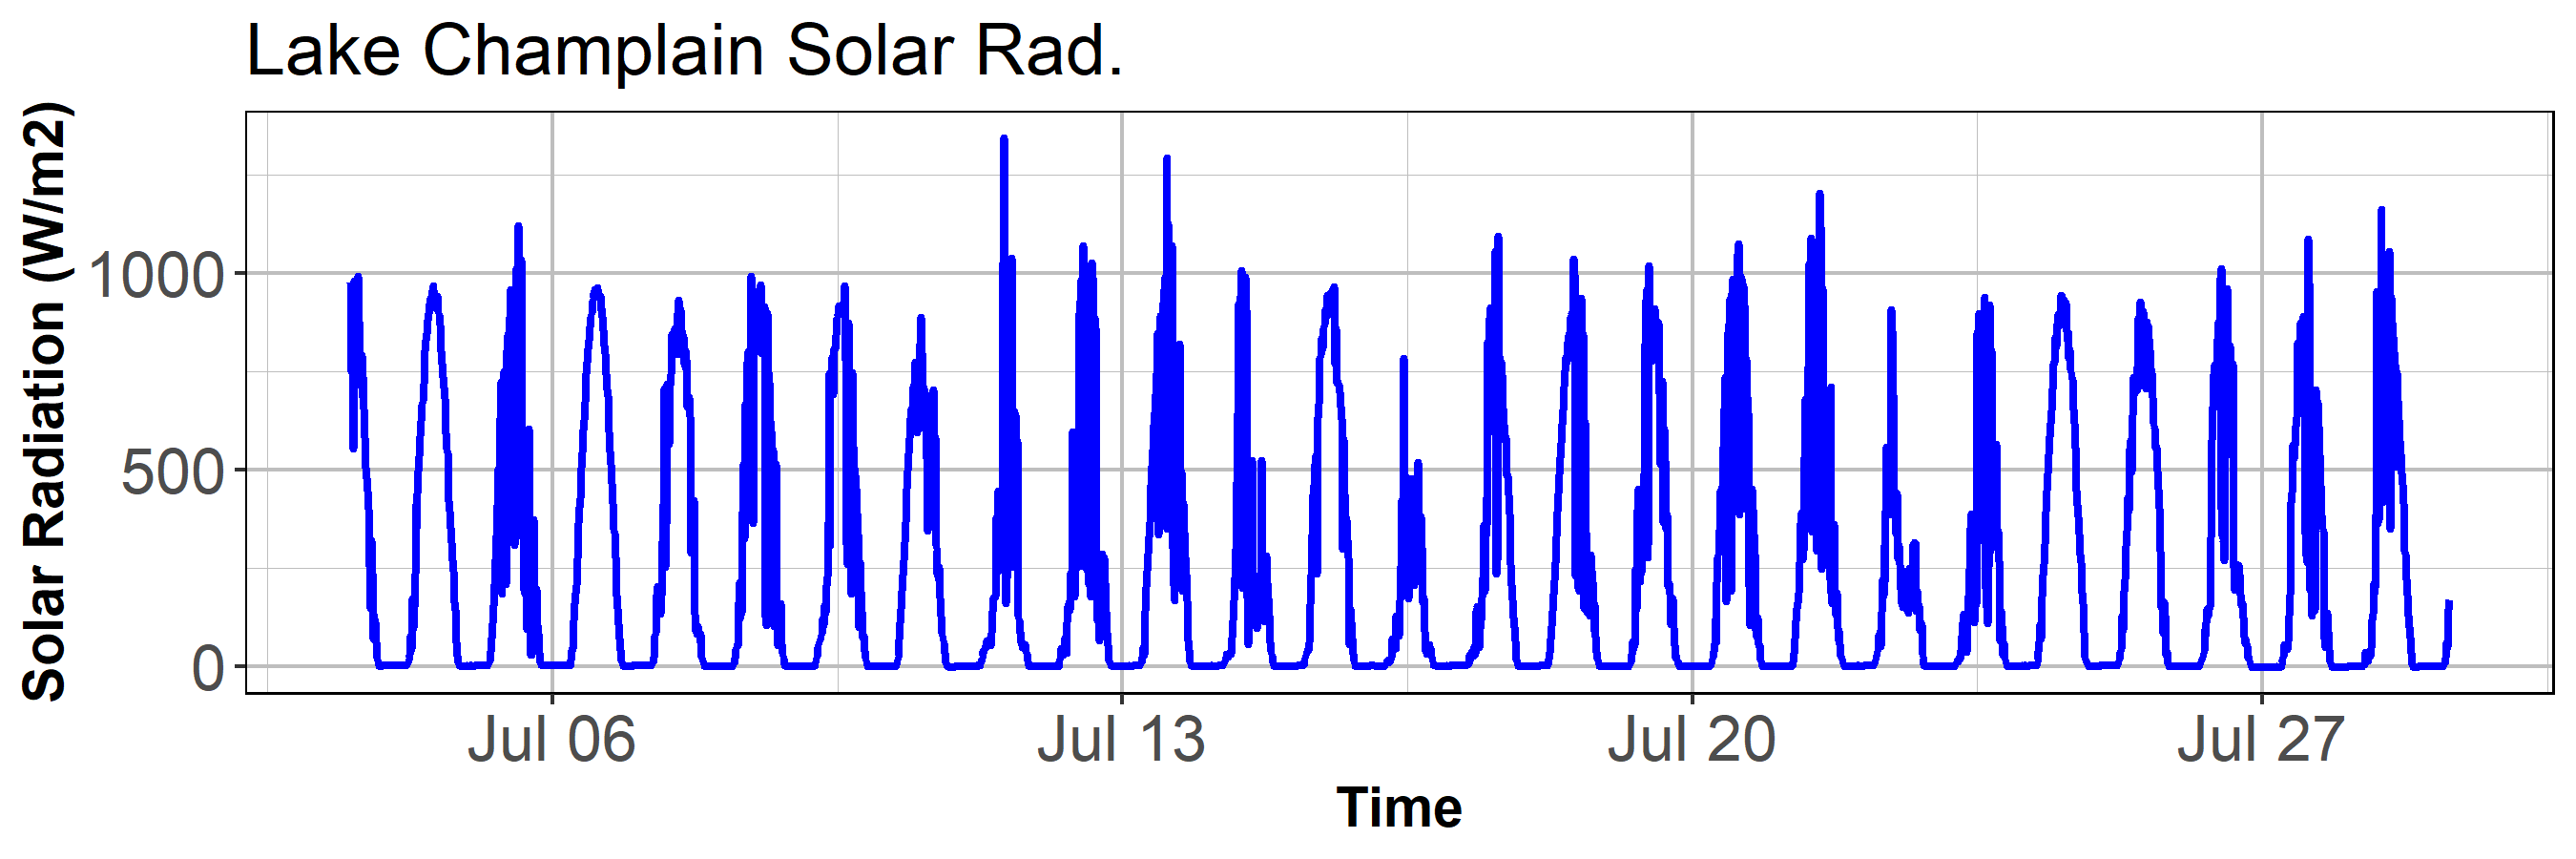 Lake Champlain Solar Rad.
Solar Radiation (W/m2)
1000
500
0
Jul 06 Jul 13 Jul 20 Jul 27
Time